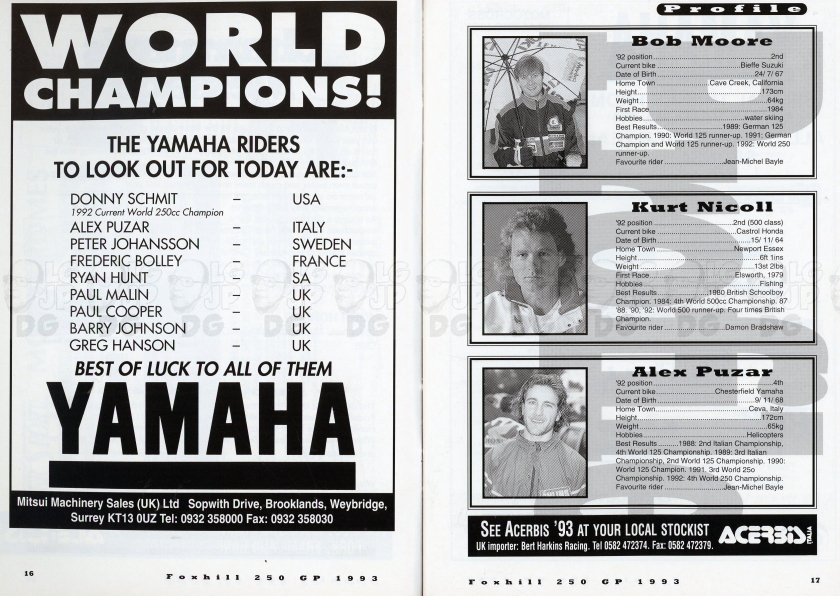 WORLD
CHAMPIONS!
THE YAMAHA RIDERS
TO LOOK OUT FOR TODAY ARE:-
DONNY SCHMIT – USA
1992 Current World 250cc Champion
ALEX PUZAR – ITALY
PETER JOHANSSON – SWEDEN
FREDERIC BOLLEY – FRANCE
RYAN HUNT – SA
PAUL MALIN – UK
PAUL COOPER – UK
BARRY JOHNSON – UK
GREG HANSON – UK
BEST OF LUCK TO ALL OF THEM
YAMAHA
Mitsui Machinery Sales (UK) Ltd Sopwith Drive, Brooklands, Weybridge,
Surrey KT13 0UZ Tel: 0932 358000 Fax: 0932 358030
16
Foxhill 250 GP 1993
Profile
Bob Moore
'92 position ....................2nd
Current bike ....................Bieffe Suzuki
Date of Birth ....................24/ 7/ 67
Home Town ....................Cave Creek, California
Height....................173cm
Weight....................64kg
First Race....................1984
Hobbies....................water skiing
Best Results ....................1989: German 125
Champion. 1990: World 125 runner-up. 1991: German
Champion and World 125 runner-up. 1992: World 250
runner-up.
Favourite rider ....................Jean-Michel Bayle
Kurt Nicoll
'92 position ....................2nd (500 class)
Current bike ....................Castrol Honda
Date of Birth ....................15/ 11/ 64
Home Town ....................Newport Essex
Height....................6ft 1ins
Weight ....................13st 2lbs
First Race....................Elsworth, 1979
Hobbies....................Fishing
Best Results ....................1980 British Schoolboy
Champion. 1984: 4th World 500cc Championship. 87
'88. '90, '92: World 500 runner-up: Four times British
Champion.
Favourite rider ....................Damon Bradshaw
Alex Puzar
'92 position ....................4th
Current bike ....................Chesterfield Yamaha
Date of Birth ....................9/ 11/ 68
Home Town....................Ceva, Italy
Height....................172cm
Weight ....................65kg
Hobbies....................Helicopters
Best Results ..........1988: 2nd Italian Championship,
4th World 125 Championship. 1989: 3rd Italian
Championship, 2nd World 125 Championship. 1990:
World 125 Champion. 1991. 3rd World 25o
Championship. 1992: 4th World 250 Championship.
Favourite rider ....................Jean-Michel Bayle
SEE ACERBIS '93 AT YOUR LOCAL STOCKIST
UK importer: Bert Harkins Racing. Tel 0582 472374. Fax: 0582 472379.
ACERBIS ITALIA
Foxhill 250 GP 1993
17